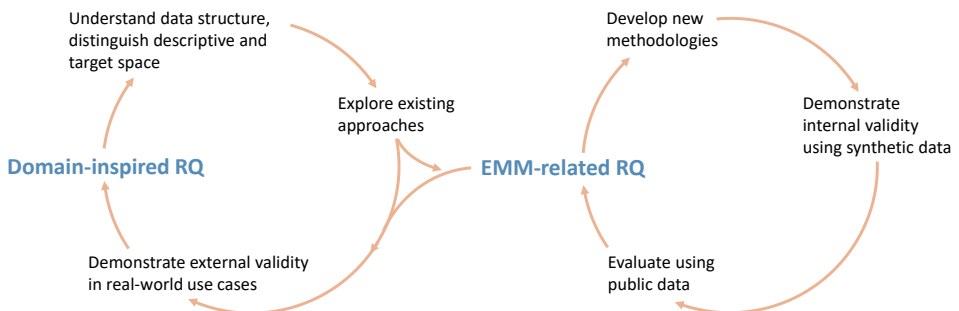 Understand data structure,
distinguish descriptive and
target space
Explore existing
approaches
Domain-inspired RQ
Demonstrate external validity
in real-world use cases
Develop new
methodologies
Demonstrate
internal validity
using synthetic data
EMM-related RQ
Evaluate using
public data